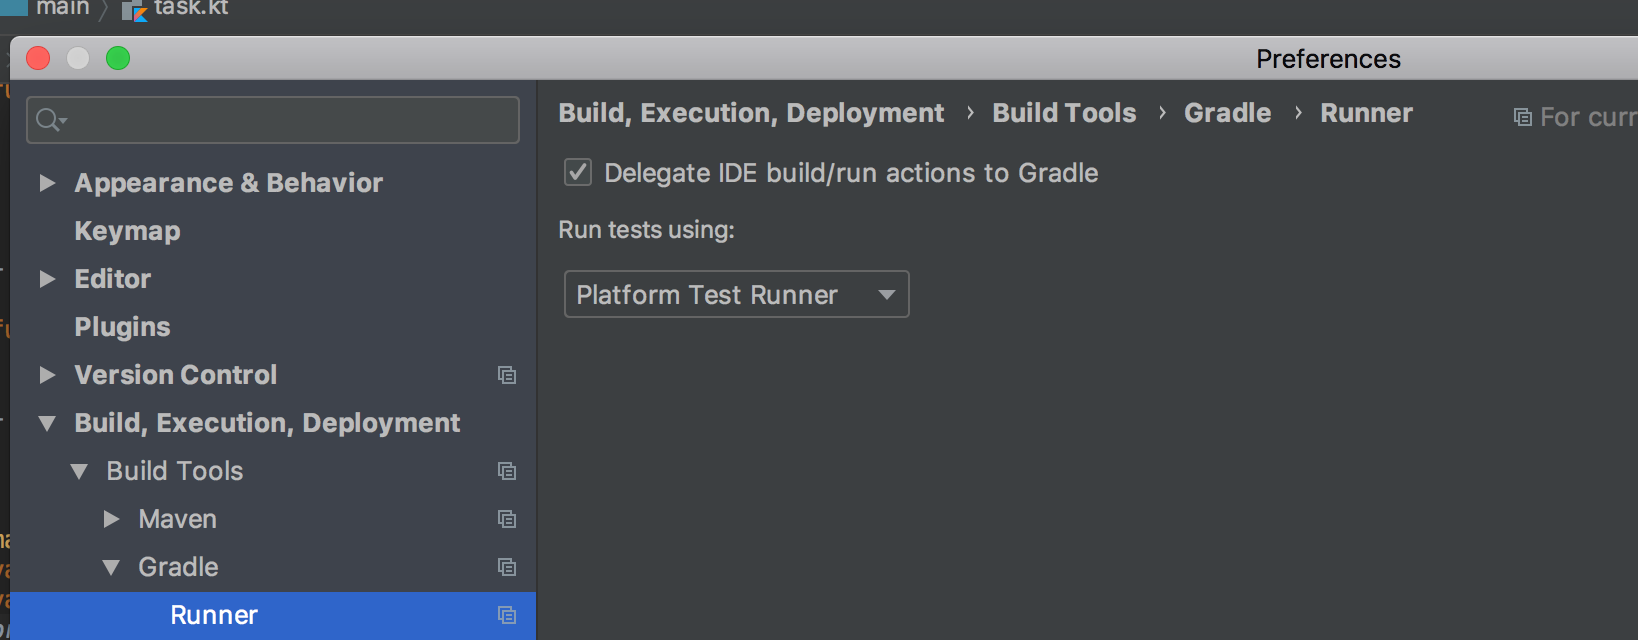 main
task.kt
Preferences
Build, Execution, Deployment › Build Tools › Gradle › Runner
For curr
Delegate IDE build/run actions to Gradle
Run tests using:
Platform Test Runner
Appearance & Behavior
Keymap
Editor
Plugins
Version Control
Build, Execution, Deployment
Build Tools
Maven
Gradle
Runner